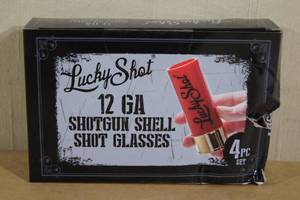 Lucky Shot®
12 GA
SHOTGUN SHELL
SHOT GLASSES
Lucky Shot
4PC
SET